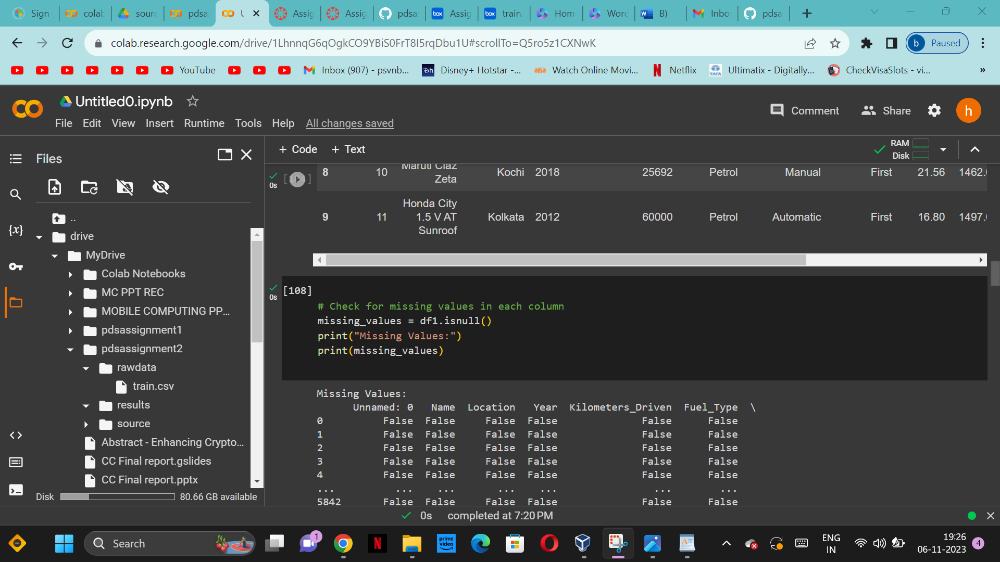 Sign
colab
sour
pdsa
U
Assig
Assig
pdsa
box
Assig
box
train.
Hom
Word
B)
Inbo
pdsa
colab.research.google.com/drive/1LhnnqG6qOgkCO9YBiS0FrT8I5rqDbu1U#scrollTo=Q5ro5z1CXNwK
b Paused
YouTube
Inbox (907) - psvnb...
Disney+ Hotstar -...
Watch Online Movi...
Netflix
TATA
Ultimatix - Digitally...
CheckVisaSlots - vi...
»
Untitled0.ipynb
File Edit View Insert Runtime Tools Help All changes saved
Comment
Share
h
Files
+ Code + Text
RAM
Disk
..
drive
MyDrive
Colab Notebooks
MC PPT REC
MOBILE COMPUTING PP...
pdsassignment1
pdsassignment2
rawdata
train.csv
results
source
Abstract - Enhancing Crypto...
CC Final report.gslides
CC Final report.pptx
Disk 80.66 GB available
0s
8 10 Maruti Ciaz Zeta Kochi 2018 25692 Petrol Manual First 21.56 1462.
9 11 Honda City 1.5 V AT Sunroof Kolkata 2012 60000 Petrol Automatic First 16.80 1497.
0s
[108]
# Check for missing values in each column
missing_values = df1.isnull()
print("Missing Values:")
print(missing_values)
Missing Values:
Unnamed: 0 Name Location Year Kilometers_Driven Fuel_Type \
0 False False False False False False
1 False False False False False False
2 False False False False False False
3 False False False False False False
4 False False False False False False
... ... ... ... ... ... ...
5842 False False False False False False
0s completed at 7:20 PM
Search
1
prime video
ENG
IN
19:26
06-11-2023
4